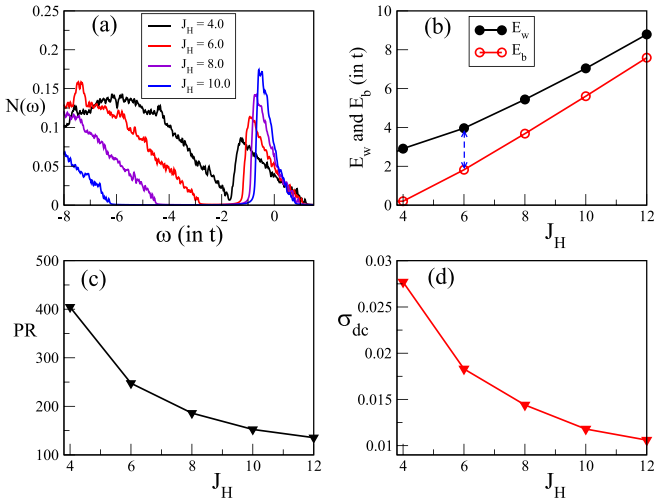 0.25
0.2
0.15
0.1
0.05
0
N(ω)
(a)
J_H = 4.0
J_H = 6.0
J_H = 8.0
J_H = 10.0
-8 -6 -4 -2 0
ω (in t)
(b)
E_w
E_b
E_w and E_b (in t)
12
8
4
0
4 6 8 10 12
J_H
500
400
300
200
100
PR
(c)
4 6 8 10 12
J_H
0.03
0.025
0.02
0.015
0.01
σ_dc
(d)
4 6 8 10 12
J_H